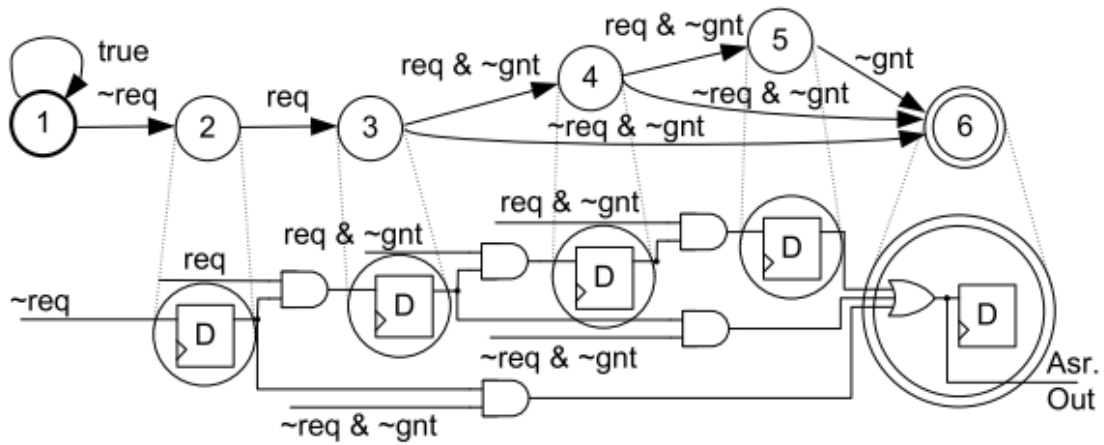 true
1
~req
2
req
3
req & ~gnt
4
req & ~gnt
5
~gnt
~req & ~gnt
~req & ~gnt
6
req & ~gnt
req & ~gnt
req
~req
D
D
D
D
D
~req & ~gnt
~req & ~gnt
Asr.
Out